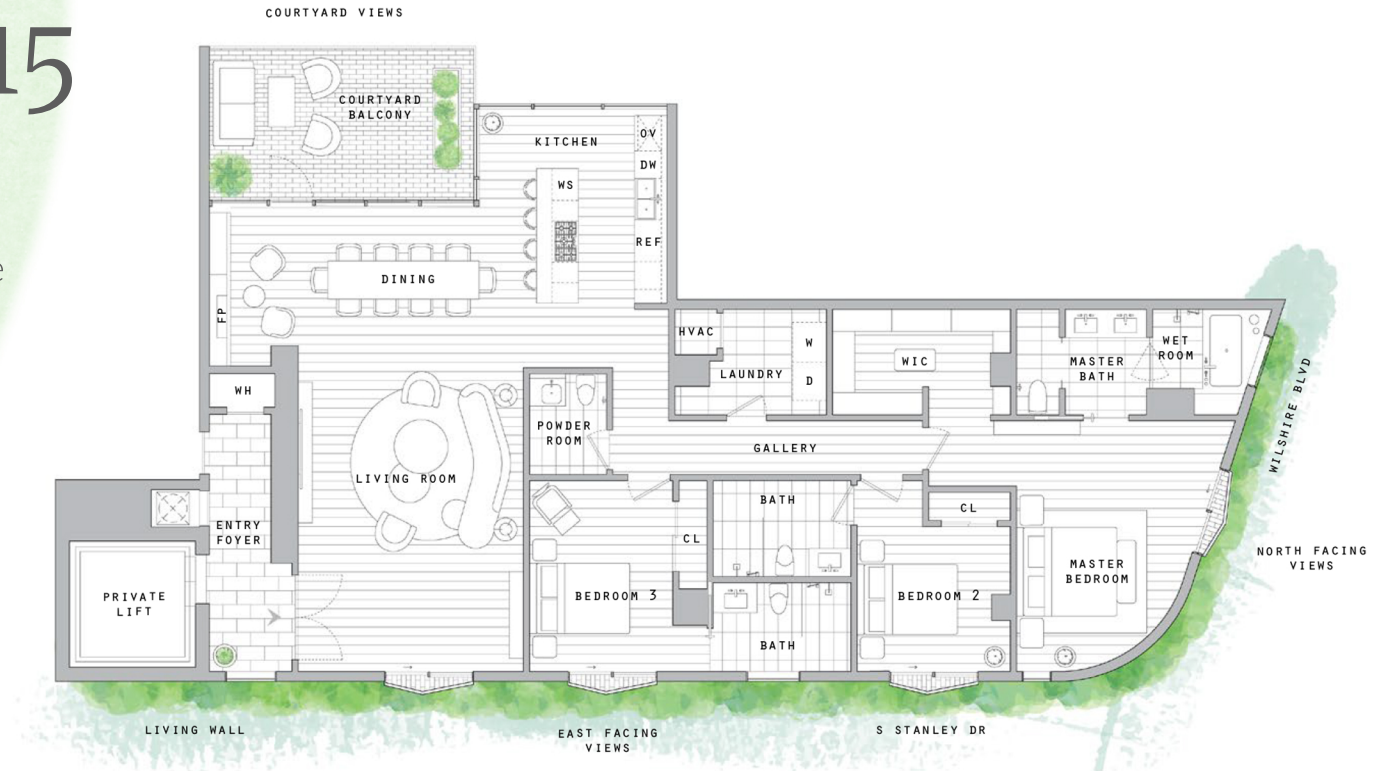 COURTYARD VIEWS
15
e
COURTYARD
BALCONY
KITCHEN
OV
DW
WS
REF
DINING
FP
HVAC
LAUNDRY
W
D
WIC
MASTER
BATH
WET
ROOM
WH
POWDER
ROOM
GALLERY
WILSHIRE BLVD
LIVING ROOM
ENTRY
FOYER
CL
BATH
CL
NORTH FACING
VIEWS
PRIVATE
LIFT
BEDROOM 3
BEDROOM 2
MASTER
BEDROOM
BATH
LIVING WALL
EAST FACING
VIEWS
S STANLEY DR